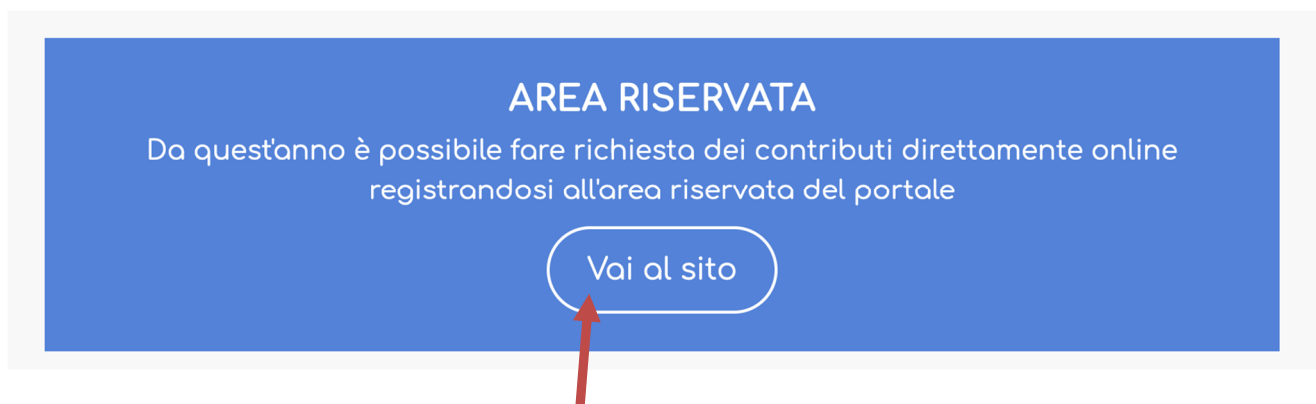 AREA RISERVATA
Da quest'anno è possibile fare richiesta dei contributi direttamente online
registrandosi all'area riservata del portale
Vai al sito